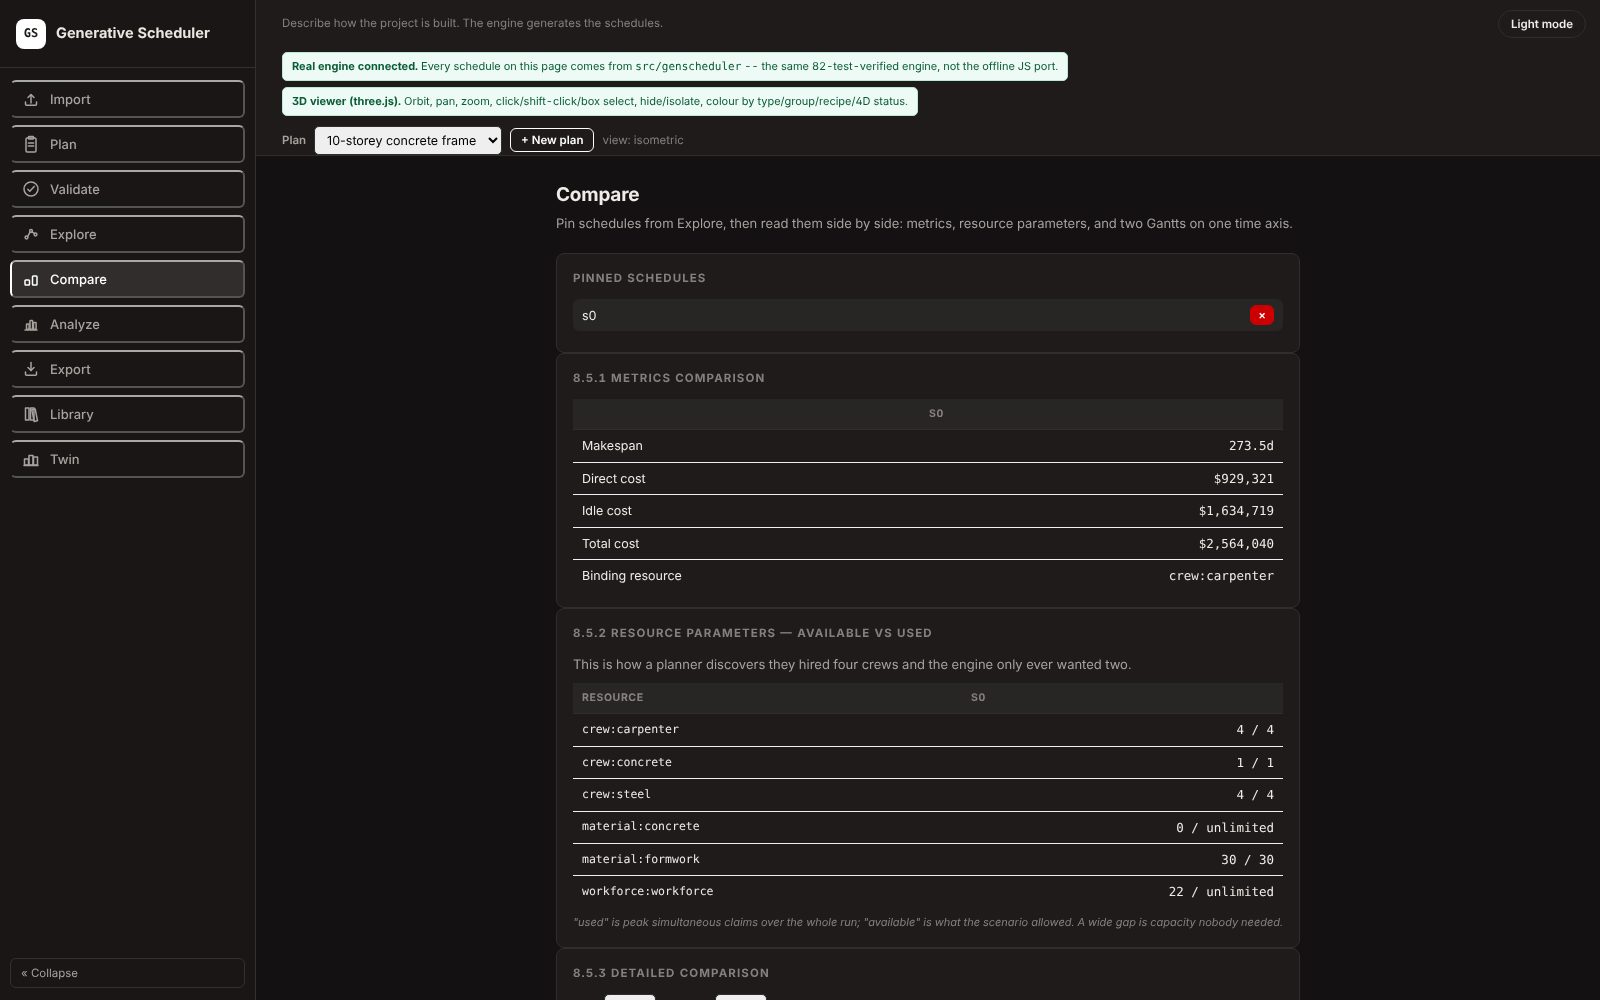 GS Generative Scheduler
Import
Plan
Validate
Explore
Compare
Analyze
Export
Library
Twin
« Collapse
Describe how the project is built. The engine generates the schedules.
Light mode
Real engine connected. Every schedule on this page comes from src/genscheduler -- the same 82-test-verified engine, not the offline JS port.
3D viewer (three.js). Orbit, pan, zoom, click/shift-click/box select, hide/isolate, colour by type/group/recipe/4D status.
Plan 10-storey concrete frame + New plan view: isometric
Compare
Pin schedules from Explore, then read them side by side: metrics, resource parameters, and two Gantts on one time axis.
PINNED SCHEDULES
s0 ×
8.5.1 METRICS COMPARISON
S0
Makespan 273.5d
Direct cost $929,321
Idle cost $1,634,719
Total cost $2,564,040
Binding resource crew:carpenter
8.5.2 RESOURCE PARAMETERS — AVAILABLE VS USED
This is how a planner discovers they hired four crews and the engine only ever wanted two.
RESOURCE S0
crew:carpenter 4 / 4
crew:concrete 1 / 1
crew:steel 4 / 4
material:concrete 0 / unlimited
material:formwork 30 / 30
workforce:workforce 22 / unlimited
"used" is peak simultaneous claims over the whole run; "available" is what the scenario allowed. A wide gap is capacity nobody needed.
8.5.3 DETAILED COMPARISON